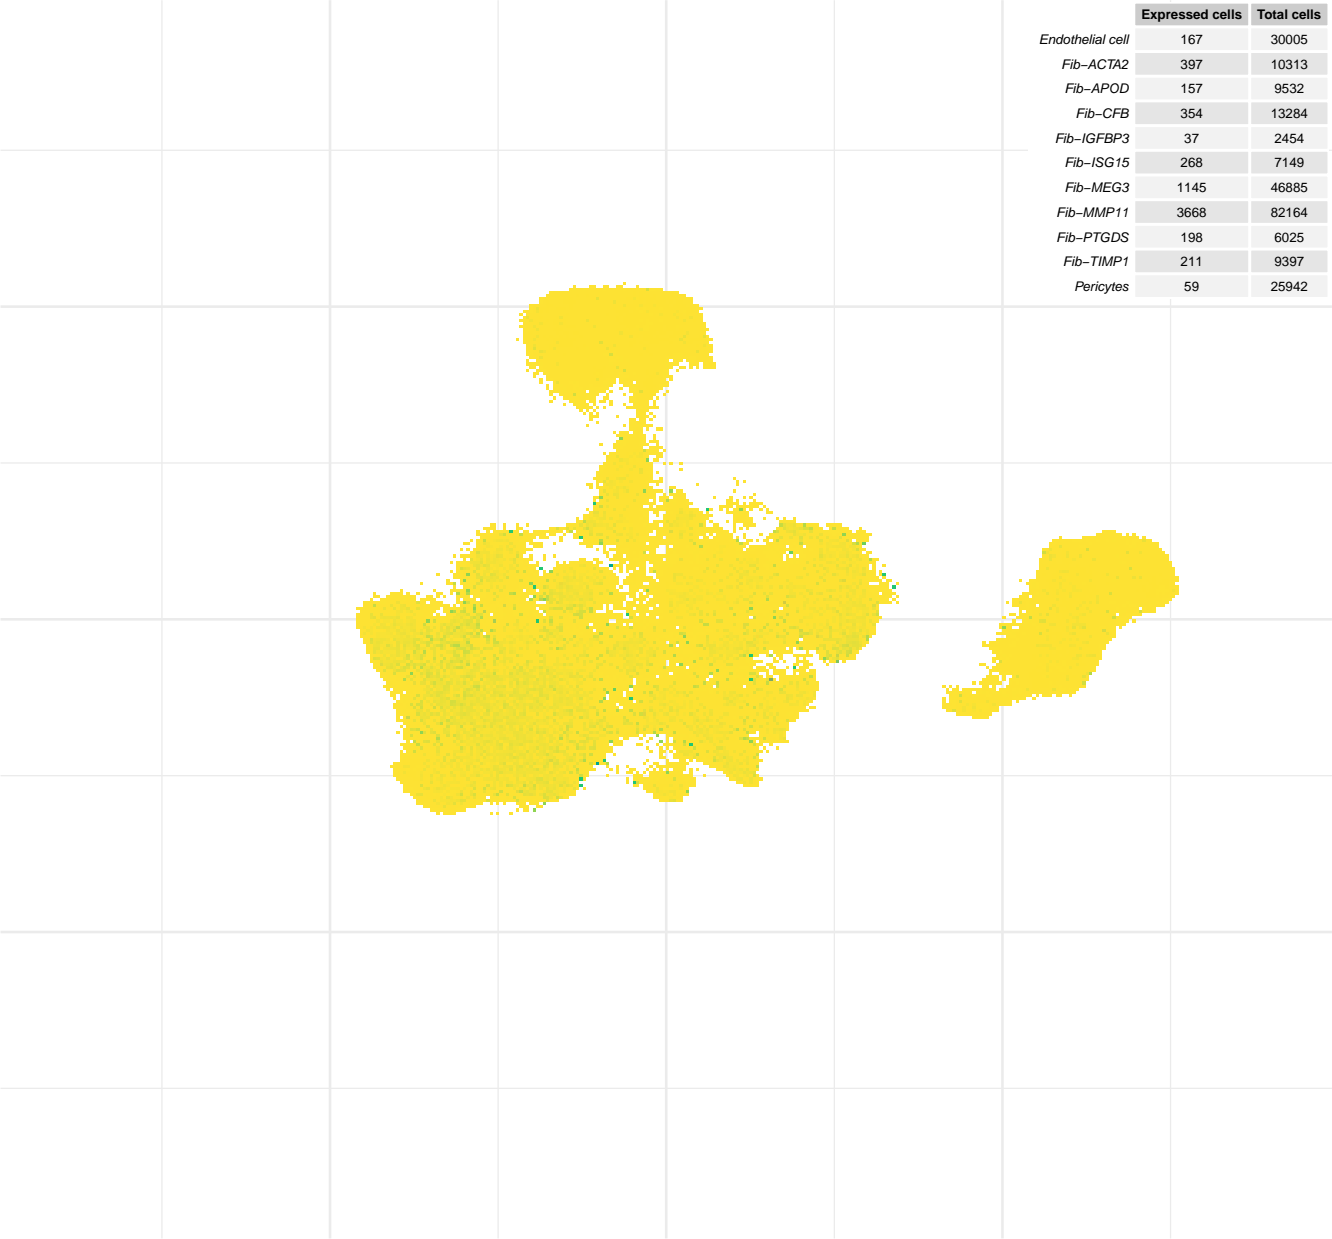 Expressed cells Total cells
Endothelial cell 167 30005
Fib−ACTA2 397 10313
Fib−APOD 157 9532
Fib−CFB 354 13284
Fib−IGFBP3 37 2454
Fib−ISG15 268 7149
Fib−MEG3 1145 46885
Fib−MMP11 3668 82164
Fib−PTGDS 198 6025
Fib−TIMP1 211 9397
Pericytes 59 25942